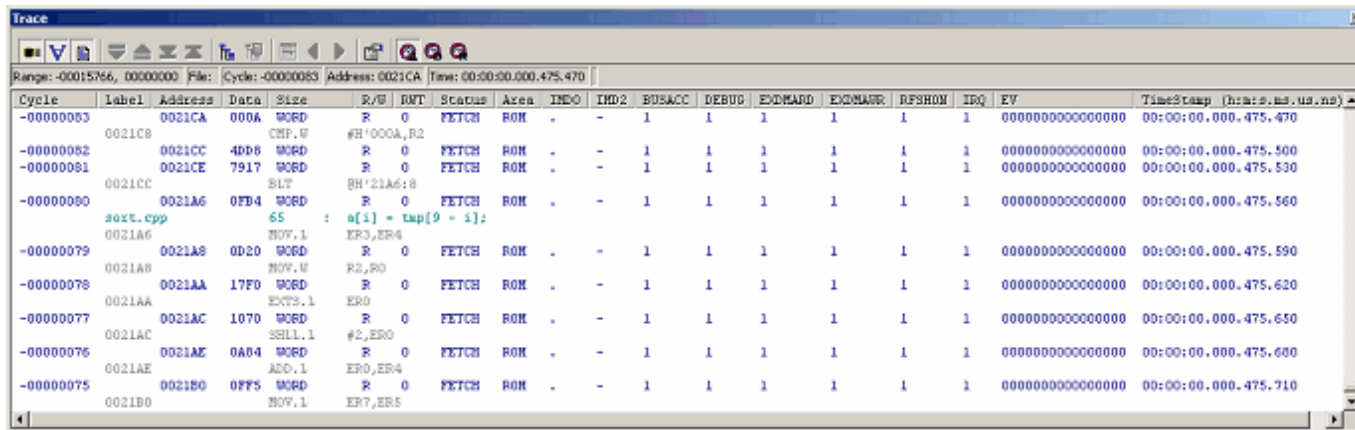 Trace
Range: -00015766, 00000000 File: Cycle: -00000083 Address: 0021CA Time: 00:00:00.000.475.470
Cycle Label Address Data Size R/W RWT Status Area IMDO IMD2 BUSACC DEBUG EXDMARD EXDMAWR RFSHON IRQ EV TimeStamp (h:m:s.ms.us.ns)
-00000083 0021CA 000A WORD R 0 FETCH ROM . - 1 1 1 1 1 1 0000000000000000 00:00:00.000.475.470
0021C8 CMP.W #H'000A,R2
-00000082 0021CC 4DD8 WORD R 0 FETCH ROM . - 1 1 1 1 1 1 0000000000000000 00:00:00.000.475.500
-00000081 0021CE 7917 WORD R 0 FETCH ROM . - 1 1 1 1 1 1 0000000000000000 00:00:00.000.475.530
0021CC BLT @H'21A6:8
-00000080 0021A6 0FB4 WORD R 0 FETCH ROM . - 1 1 1 1 1 1 0000000000000000 00:00:00.000.475.560
sort.cpp 65 : a[i] = tmp[9 - i];
0021A6 MOV.l ER3,ER4
-00000079 0021A8 0D20 WORD R 0 FETCH ROM . - 1 1 1 1 1 1 0000000000000000 00:00:00.000.475.590
0021A8 MOV.W R2,R0
-00000078 0021AA 17F0 WORD R 0 FETCH ROM . - 1 1 1 1 1 1 0000000000000000 00:00:00.000.475.620
0021AA EXTS.l ER0
-00000077 0021AC 1070 WORD R 0 FETCH ROM . - 1 1 1 1 1 1 0000000000000000 00:00:00.000.475.650
0021AC SHLL.l #2,ER0
-00000076 0021AE 0A84 WORD R 0 FETCH ROM . - 1 1 1 1 1 1 0000000000000000 00:00:00.000.475.680
0021AE ADD.l ER0,ER4
-00000075 0021B0 0FF5 WORD R 0 FETCH ROM . - 1 1 1 1 1 1 0000000000000000 00:00:00.000.475.710
0021B0 MOV.l ER7,ER5